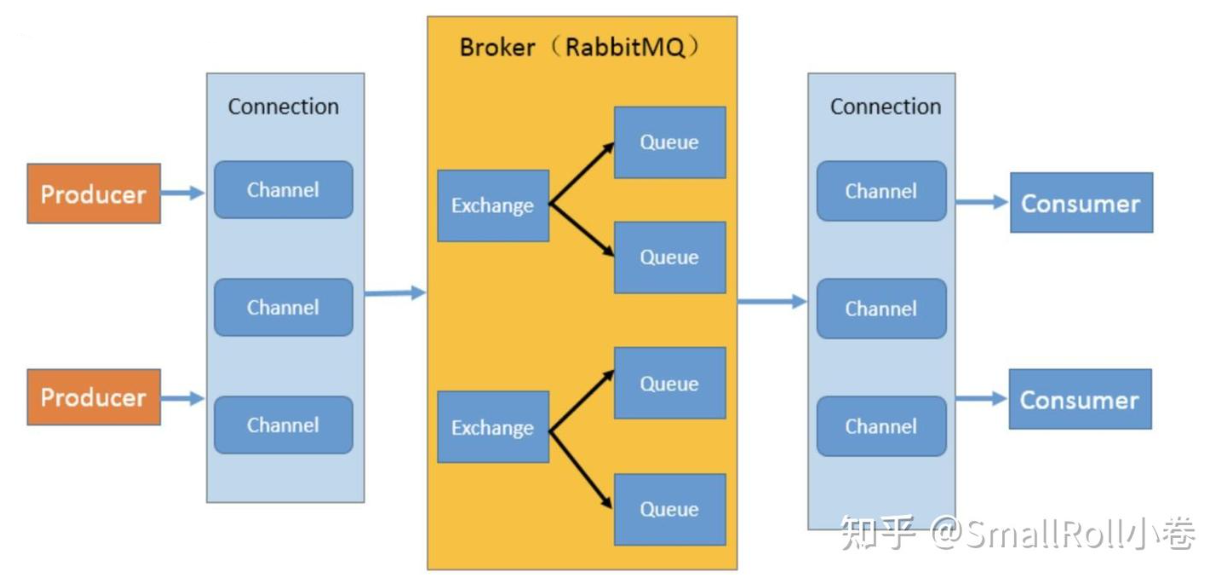 Broker（RabbitMQ）
Connection
Connection
Producer
Channel
Exchange
Queue
Queue
Channel
Consumer
Channel
Channel
Producer
Channel
Exchange
Queue
Queue
Channel
Consumer
知乎 @SmallRoll小卷